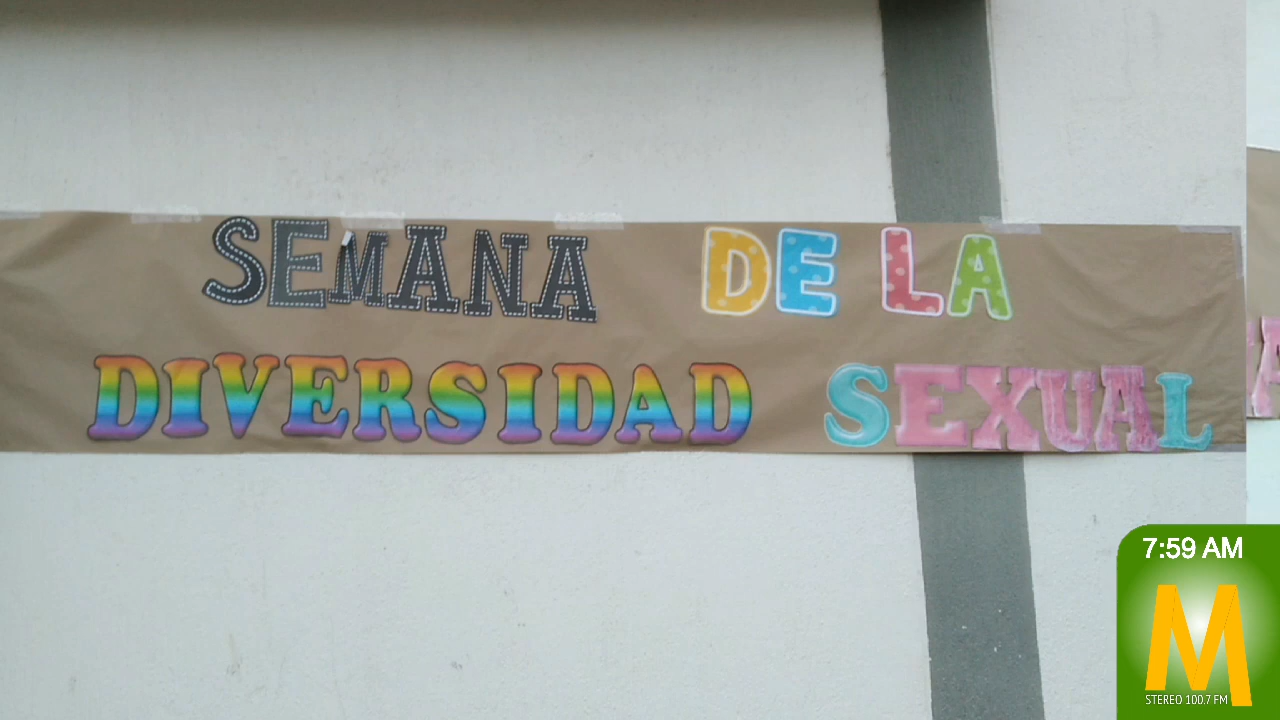 SEMANA DE LA
DIVERSIDAD SEXUAL
7:59 AM
M
STEREO 100.7 FM